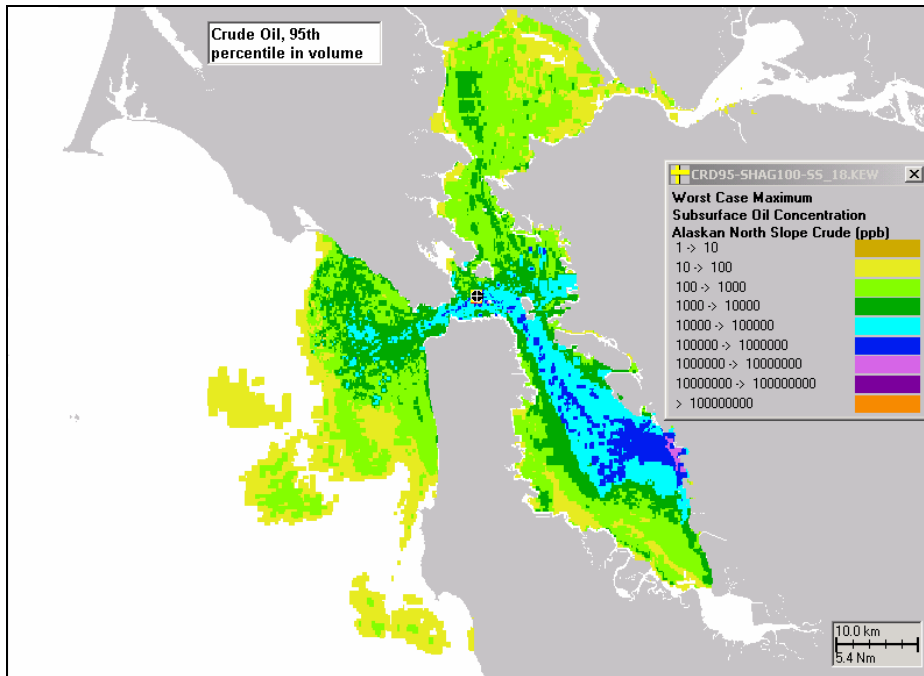 Crude Oil, 95th
percentile in volume
CRD95-SHAG100-SS_18.KEW
Worst Case Maximum
Subsurface Oil Concentration
Alaskan North Slope Crude (ppb)
1 -> 10
10 -> 100
100 -> 1000
1000 -> 10000
10000 -> 100000
100000 -> 1000000
1000000 -> 10000000
10000000 -> 100000000
> 100000000
10.0 km
5.4 Nm